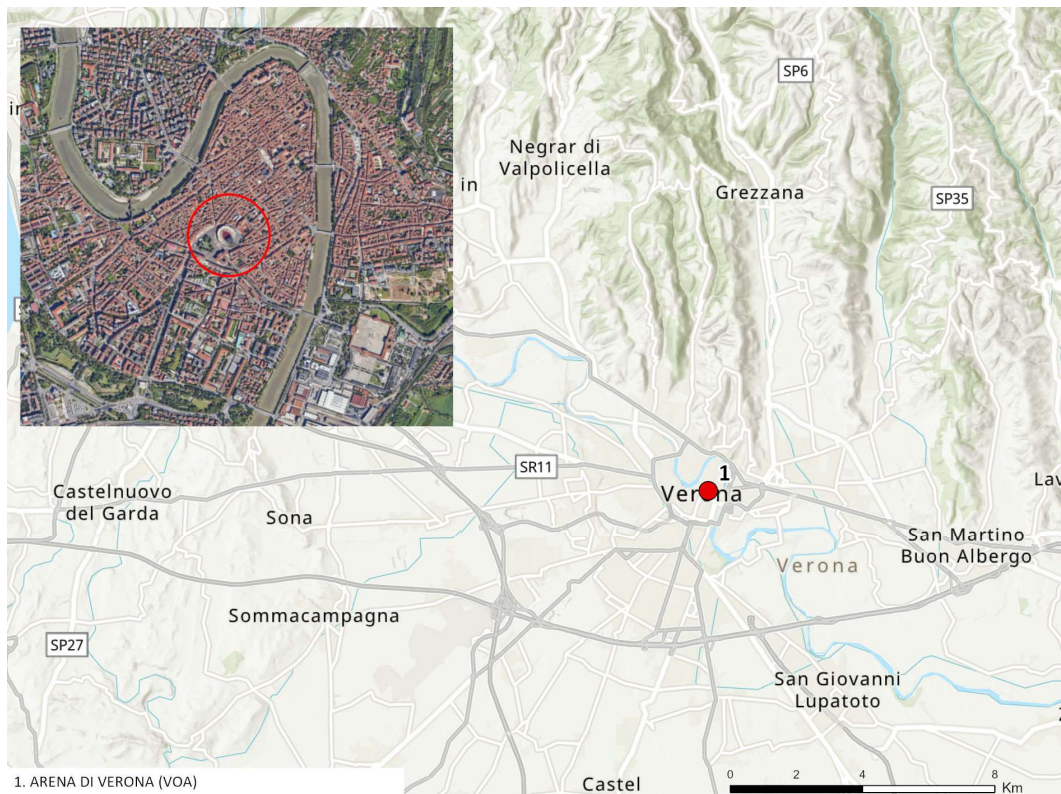 SP6
Negrar di
Valpolicella
in
Grezzana
SP35
SR11
1
Verona
Castelnuovo
del Garda
Sona
Lav
San Martino
Buon Albergo
Verona
Sommacampagna
SP27
San Giovanni
Lupatoto
1. ARENA DI VERONA (VOA)
Castel
0 2 4 8
Km